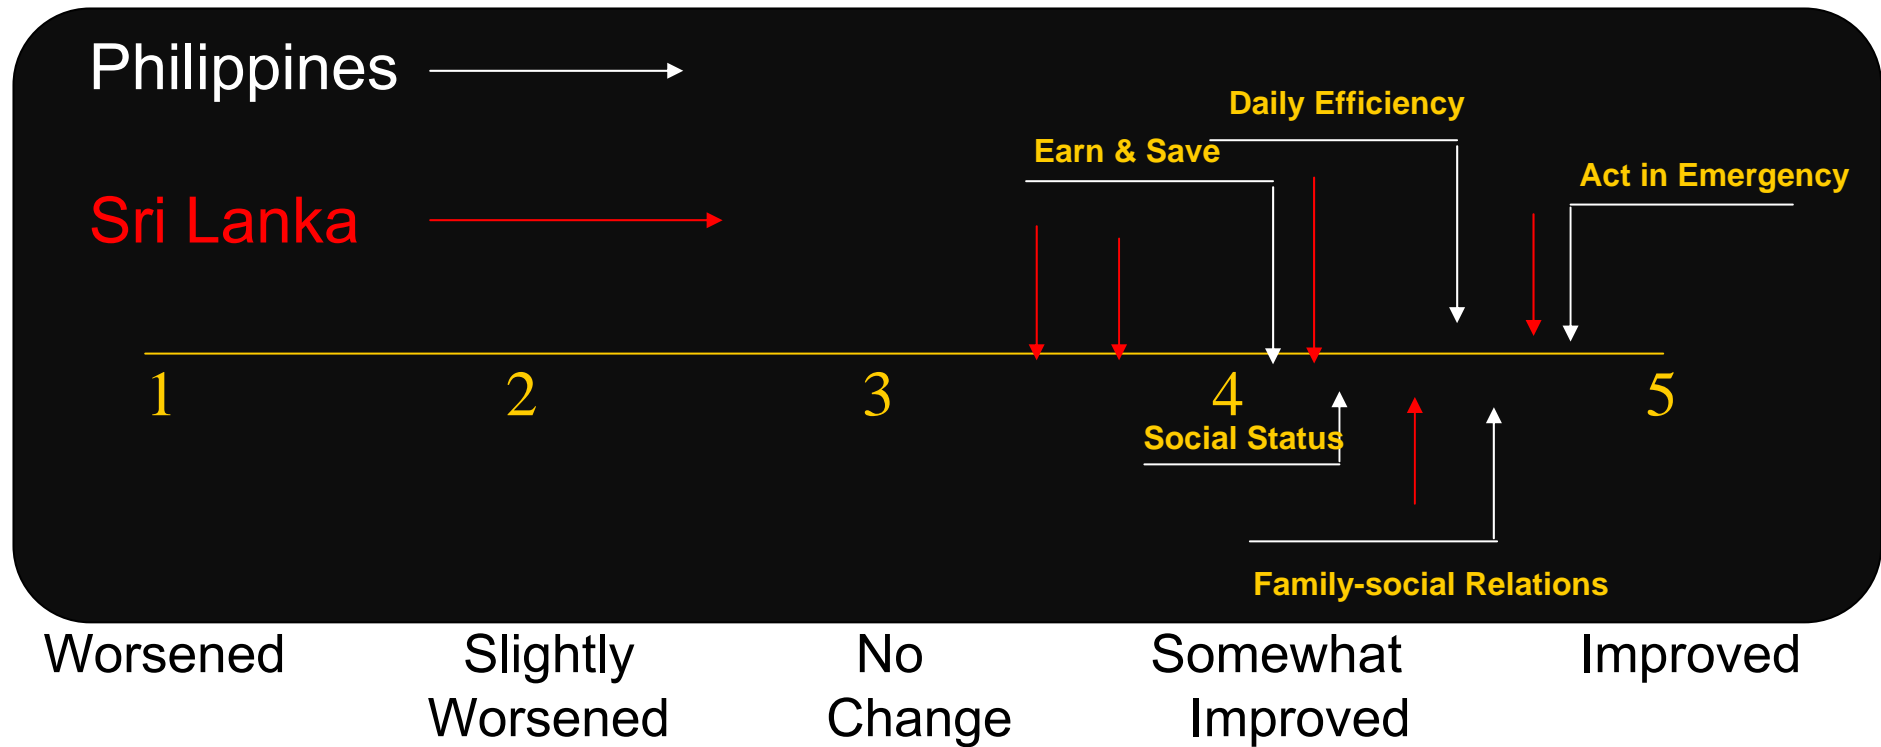 Philippines
Daily Efficiency
Earn & Save
Act in Emergency
Sri Lanka
1 2 3 4 5
Social Status
Family-social Relations
Worsened Slightly No Somewhat Improved
Worsened Change Improved